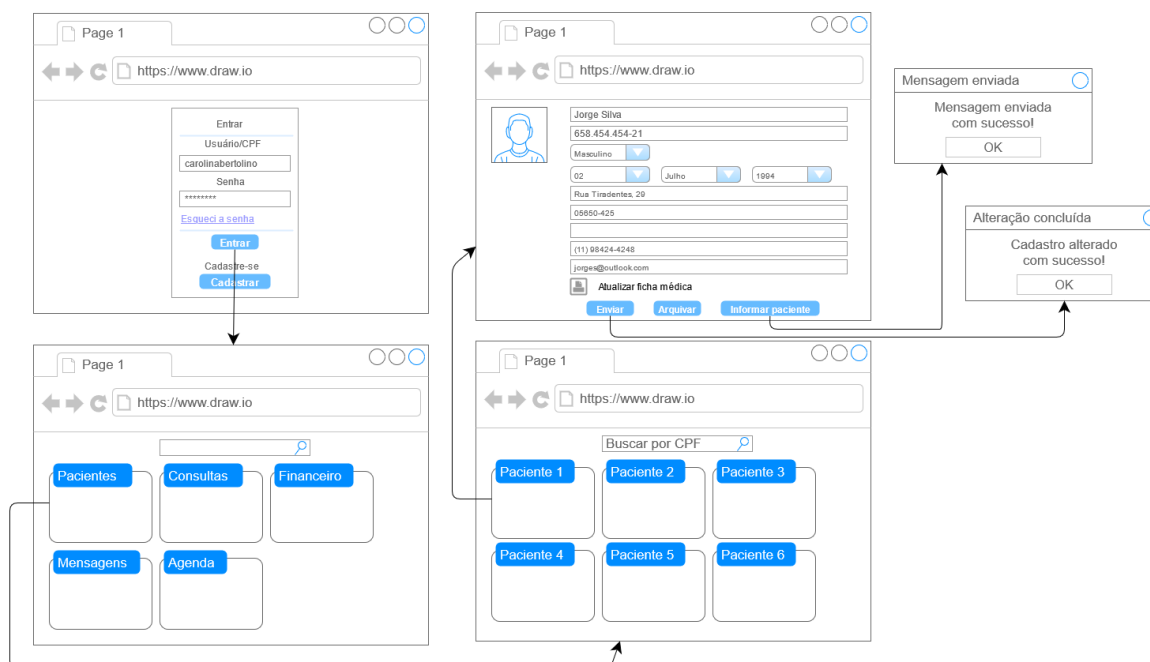 Page 1
https://www.draw.io
Entrar
Usuário/CPF
carolinabertolino
Senha
********
Esqueci a senha
Entrar
Cadastre-se
Cadastrar
Page 1
https://www.draw.io
Jorge Silva
658.454.454-21
Masculino
02 Julho 1994
Rua Tiradentes, 29
05650-425
(11) 98424-4248
jorges@outlook.com
Atualizar ficha médica
Enviar Arquivar Informar paciente
Mensagem enviada
Mensagem enviada
com sucesso!
OK
Alteração concluída
Cadastro alterado
com sucesso!
OK
Page 1
https://www.draw.io
Pacientes Consultas Financeiro
Mensagens Agenda
Page 1
https://www.draw.io
Buscar por CPF
Paciente 1 Paciente 2 Paciente 3
Paciente 4 Paciente 5 Paciente 6